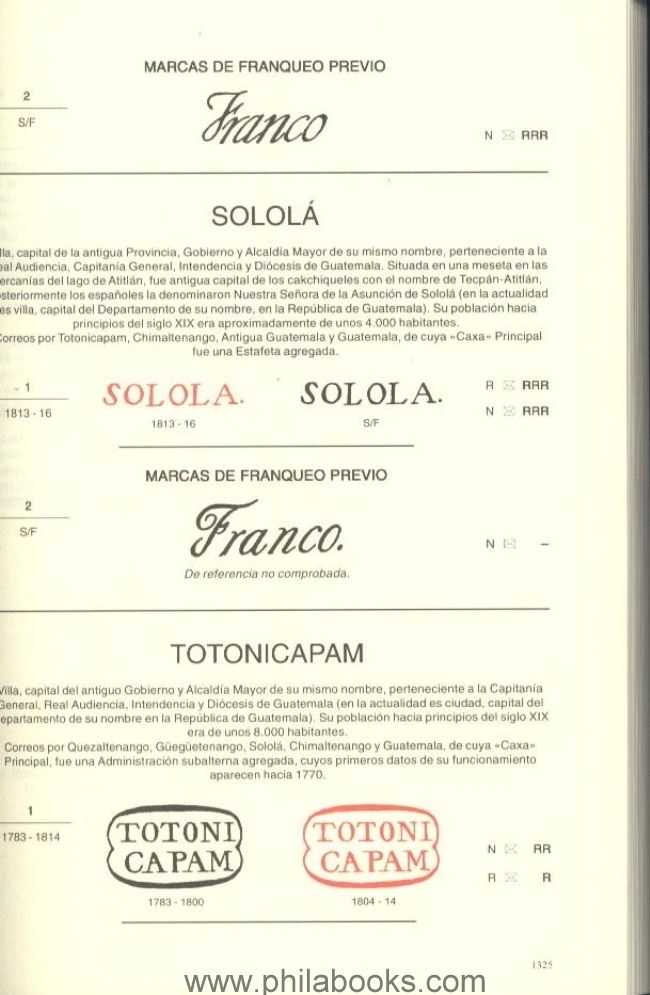 MARCAS DE FRANQUEO PREVIO
2
S/F
Franco
N RRR
SOLOLÁ
lla, capital de la antigua Provincia, Gobierno y Alcaldía Mayor de su mismo nombre, perteneciente a la
eal Audiencia, Capitanía General, Intendencia y Diócesis de Guatemala. Situada en una meseta en las
ercanías del lago de Atitlán, fue antigua capital de los cakchiqueles con el nombre de Tecpán-Atitlán,
steriormente los españoles la denominaron Nuestra Señora de la Asunción de Sololá (en la actualidad
es villa, capital del Departamento de su nombre, en la República de Guatemala). Su población hacia
principios del siglo XIX era aproximadamente de unos 4.000 habitantes.
Correos por Totonicapam, Chimaltenango, Antigua Guatemala y Guatemala, de cuya «Caxa» Principal
fue una Estafeta agregada.
1
1813 - 16
SOLOLA. SOLOLA.
1813 - 16 S/F
R RRR
N RRR
MARCAS DE FRANQUEO PREVIO
2
S/F
Franco.
N –
De referencia no comprobada.
TOTONICAPAM
Villa, capital del antiguo Gobierno y Alcaldía Mayor de su mismo nombre, perteneciente a la Capitanía
General, Real Audiencia, Intendencia y Diócesis de Guatemala (en la actualidad es ciudad, capital del
epartamento de su nombre en la República de Guatemala). Su población hacia principios del siglo XIX
era de unos 8.000 habitantes.
Correos por Quezaltenango, Güegüetenango, Sololá, Chimaltenango y Guatemala, de cuya «Caxa»
Principal, fue una Administración subalterna agregada, cuyos primeros datos de su funcionamiento
aparecen hacia 1770.
1
1783 - 1814
TOTONI TOTONI
CAPAM CAPAM
1783 - 1800 1804 - 14
N RR
R R
1325
www.philabooks.com